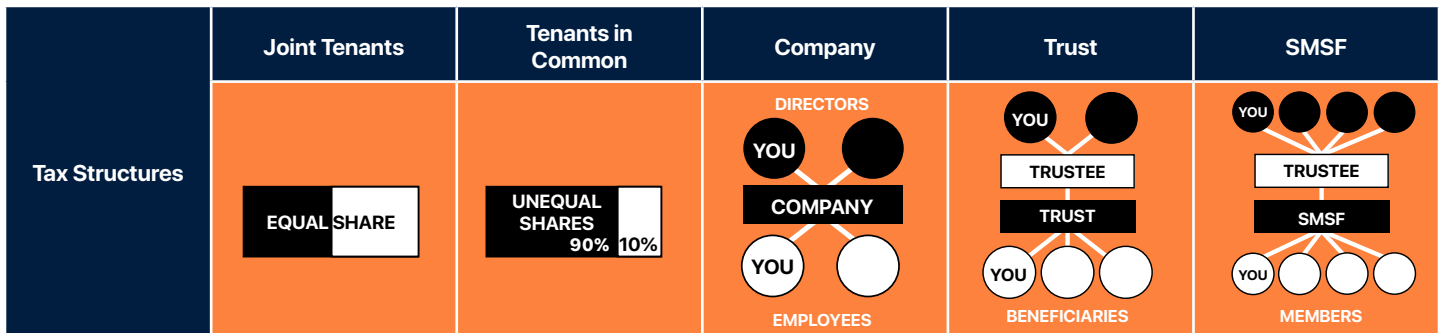 Joint Tenants
Tenants in
Common
Company
Trust
SMSF
Tax Structures
EQUAL SHARE
UNEQUAL
SHARES
90% 10%
DIRECTORS
YOU
COMPANY
YOU
EMPLOYEES
YOU
TRUSTEE
TRUST
YOU
BENEFICIARIES
YOU
TRUSTEE
SMSF
YOU
MEMBERS